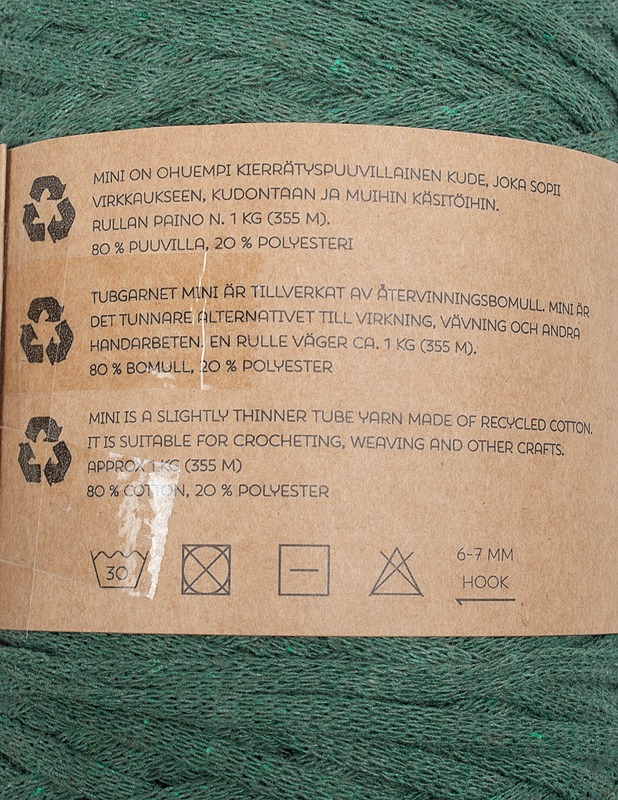 MINI ON OHUEMPI KIERRÄTYSPUUVILLAINEN KUDE, JOKA SOPII
VIRKKAUKSEEN, KUDONTAAN JA MUIHIN KÄSITÖIHIN.
RULLAN PAINO N. 1 KG (355 M).
80 % PUUVILLA, 20 % POLYESTERI
TUBGARNET MINI ÄR TILLVERKAT AV ÅTERVINNINGSBOMULL. MINI ÄR
DET TUNNARE ALTERNATIVET TILL VIRKNING, VÄVNING OCH ANDRA
HANDARBETEN. EN RULLE VÄGER CA. 1 KG (355 M).
80 % BOMULL, 20 % POLYESTER
MINI IS A SLIGHTLY THINNER TUBE YARN MADE OF RECYCLED COTTON.
IT IS SUITABLE FOR CROCHETING, WEAVING AND OTHER CRAFTS.
APPROX 1 KG (355 M)
80 % COTTON, 20 % POLYESTER
30
6-7 MM
HOOK